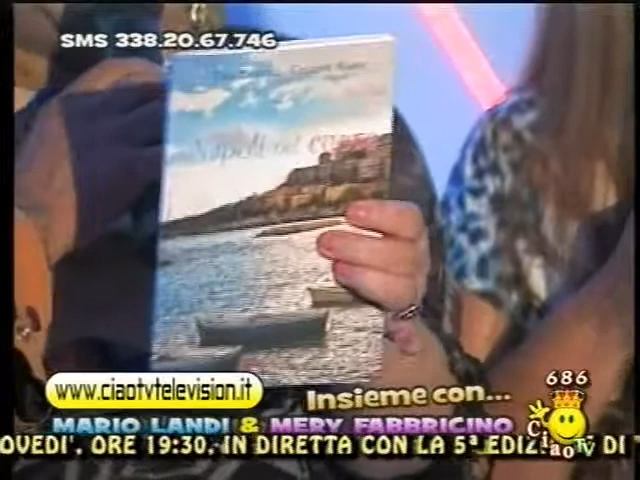 SMS 338.20.67.746
Napoli nel cuore
www.ciaotvtelevision.it
Insieme con...
686
MARIO LANDI & MERY FABBRICINO
Ciao TV
OVEDI', ORE 19:30, IN DIRETTA CON LA 5ª EDIZ DI